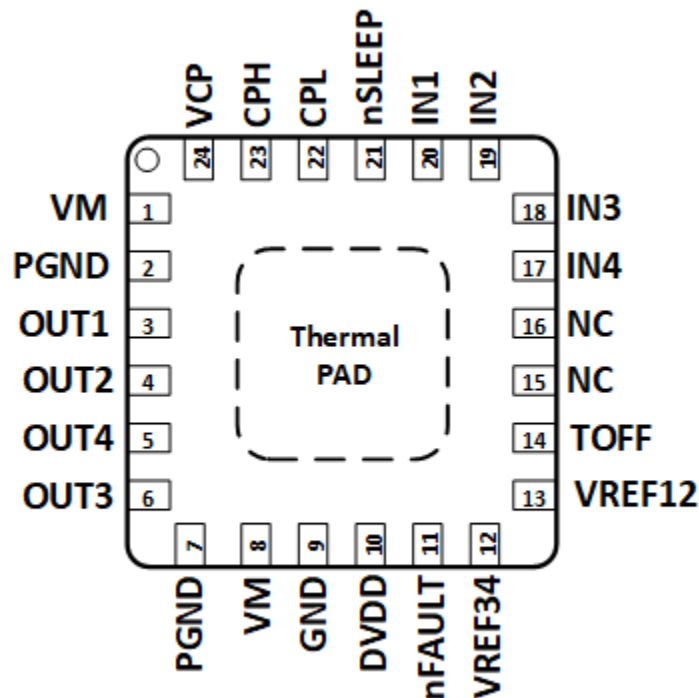 VCP CPH CPL nSLEEP IN1 IN2
24 23 22 21 20 19
VM 1 18 IN3
PGND 2 17 IN4
OUT1 3 16 NC
Thermal
OUT2 4 15 NC
PAD
OUT4 5 14 TOFF
OUT3 6 13 VREF12
7 8 9 10 11 12
PGND VM GND DVDD nFAULT VREF34